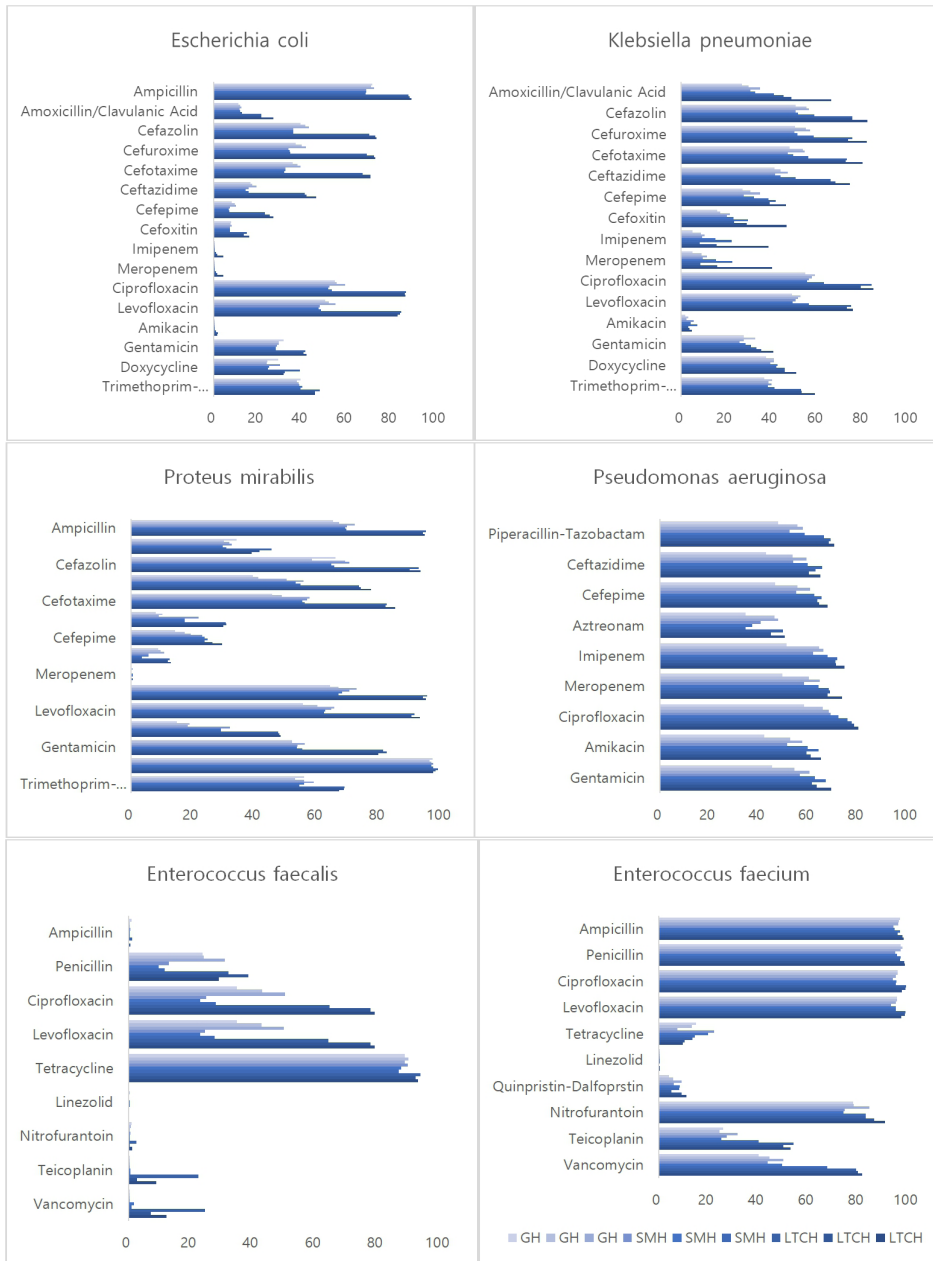 Escherichia coli
Ampicillin
Amoxicillin/Clavulanic Acid
Cefazolin
Cefuroxime
Cefotaxime
Ceftazidime
Cefepime
Cefoxitin
Imipenem
Meropenem
Ciprofloxacin
Levofloxacin
Amikacin
Gentamicin
Doxycycline
Trimethoprim-...
0 20 40 60 80 100
Klebsiella pneumoniae
Amoxicillin/Clavulanic Acid
Cefazolin
Cefuroxime
Cefotaxime
Ceftazidime
Cefepime
Cefoxitin
Imipenem
Meropenem
Ciprofloxacin
Levofloxacin
Amikacin
Gentamicin
Doxycycline
Trimethoprim-...
0 20 40 60 80 100
Proteus mirabilis
Ampicillin
Cefazolin
Cefotaxime
Cefepime
Meropenem
Levofloxacin
Gentamicin
Trimethoprim-...
0 20 40 60 80 100
Pseudomonas aeruginosa
Piperacillin-Tazobactam
Ceftazidime
Cefepime
Aztreonam
Imipenem
Meropenem
Ciprofloxacin
Amikacin
Gentamicin
0 20 40 60 80 100
Enterococcus faecalis
Ampicillin
Penicillin
Ciprofloxacin
Levofloxacin
Tetracycline
Linezolid
Nitrofurantoin
Teicoplanin
Vancomycin
0 20 40 60 80 100
Enterococcus faecium
Ampicillin
Penicillin
Ciprofloxacin
Levofloxacin
Tetracycline
Linezolid
Quinpristin-Dalfoprstin
Nitrofurantoin
Teicoplanin
Vancomycin
0 20 40 60 80 100
GH GH GH SMH SMH SMH LTCH LTCH LTCH